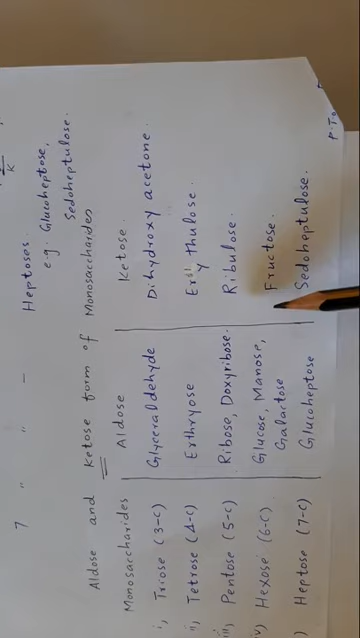 7 " " - Heptoses.
e.g. Glucoheptose,
Sedoheptulose.
Aldose and Ketose form of Monosaccharides
Monosaccharides Aldose Ketose.
i, Triose (3-C) Glyceraldehyde Dihydroxy acetone.
ii, Tetrose (4-C) Erthryose Erythulose.
iii, Pentose (5-C) Ribose, Doxyribose. Ribulose.
iv) Hexose (6-C) Glucose, Manose, Fructose.
Galactose
) Heptose (7-C) Glucoheptose Sedoheptulose.
P.T.O